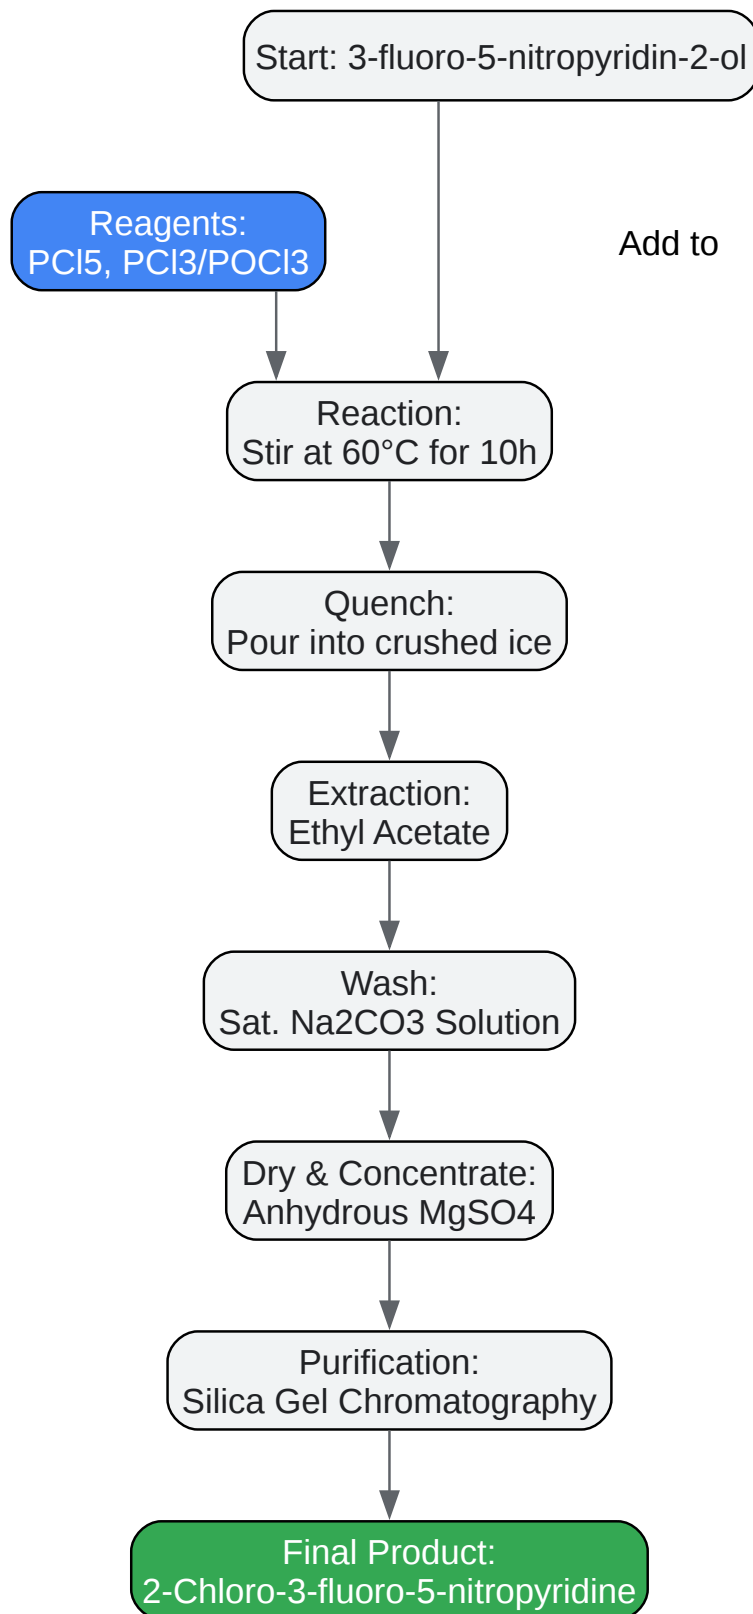 Start: 3-fluoro-5-nitropyridin-2-ol
Reagents:
PCl5, PCl3/POCl3
Add to
Reaction:
Stir at 60°C for 10h
Quench:
Pour into crushed ice
Extraction:
Ethyl Acetate
Wash:
Sat. Na2CO3 Solution
Dry & Concentrate:
Anhydrous MgSO4
Purification:
Silica Gel Chromatography
Final Product:
2-Chloro-3-fluoro-5-nitropyridine